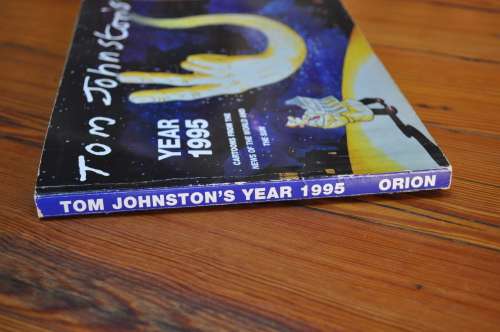 Tom Johnston's
YEAR
1995
CARTOONS FROM THE
NEWS OF THE WORLD AND
THE SUN
TOM JOHNSTON'S YEAR 1995 ORION